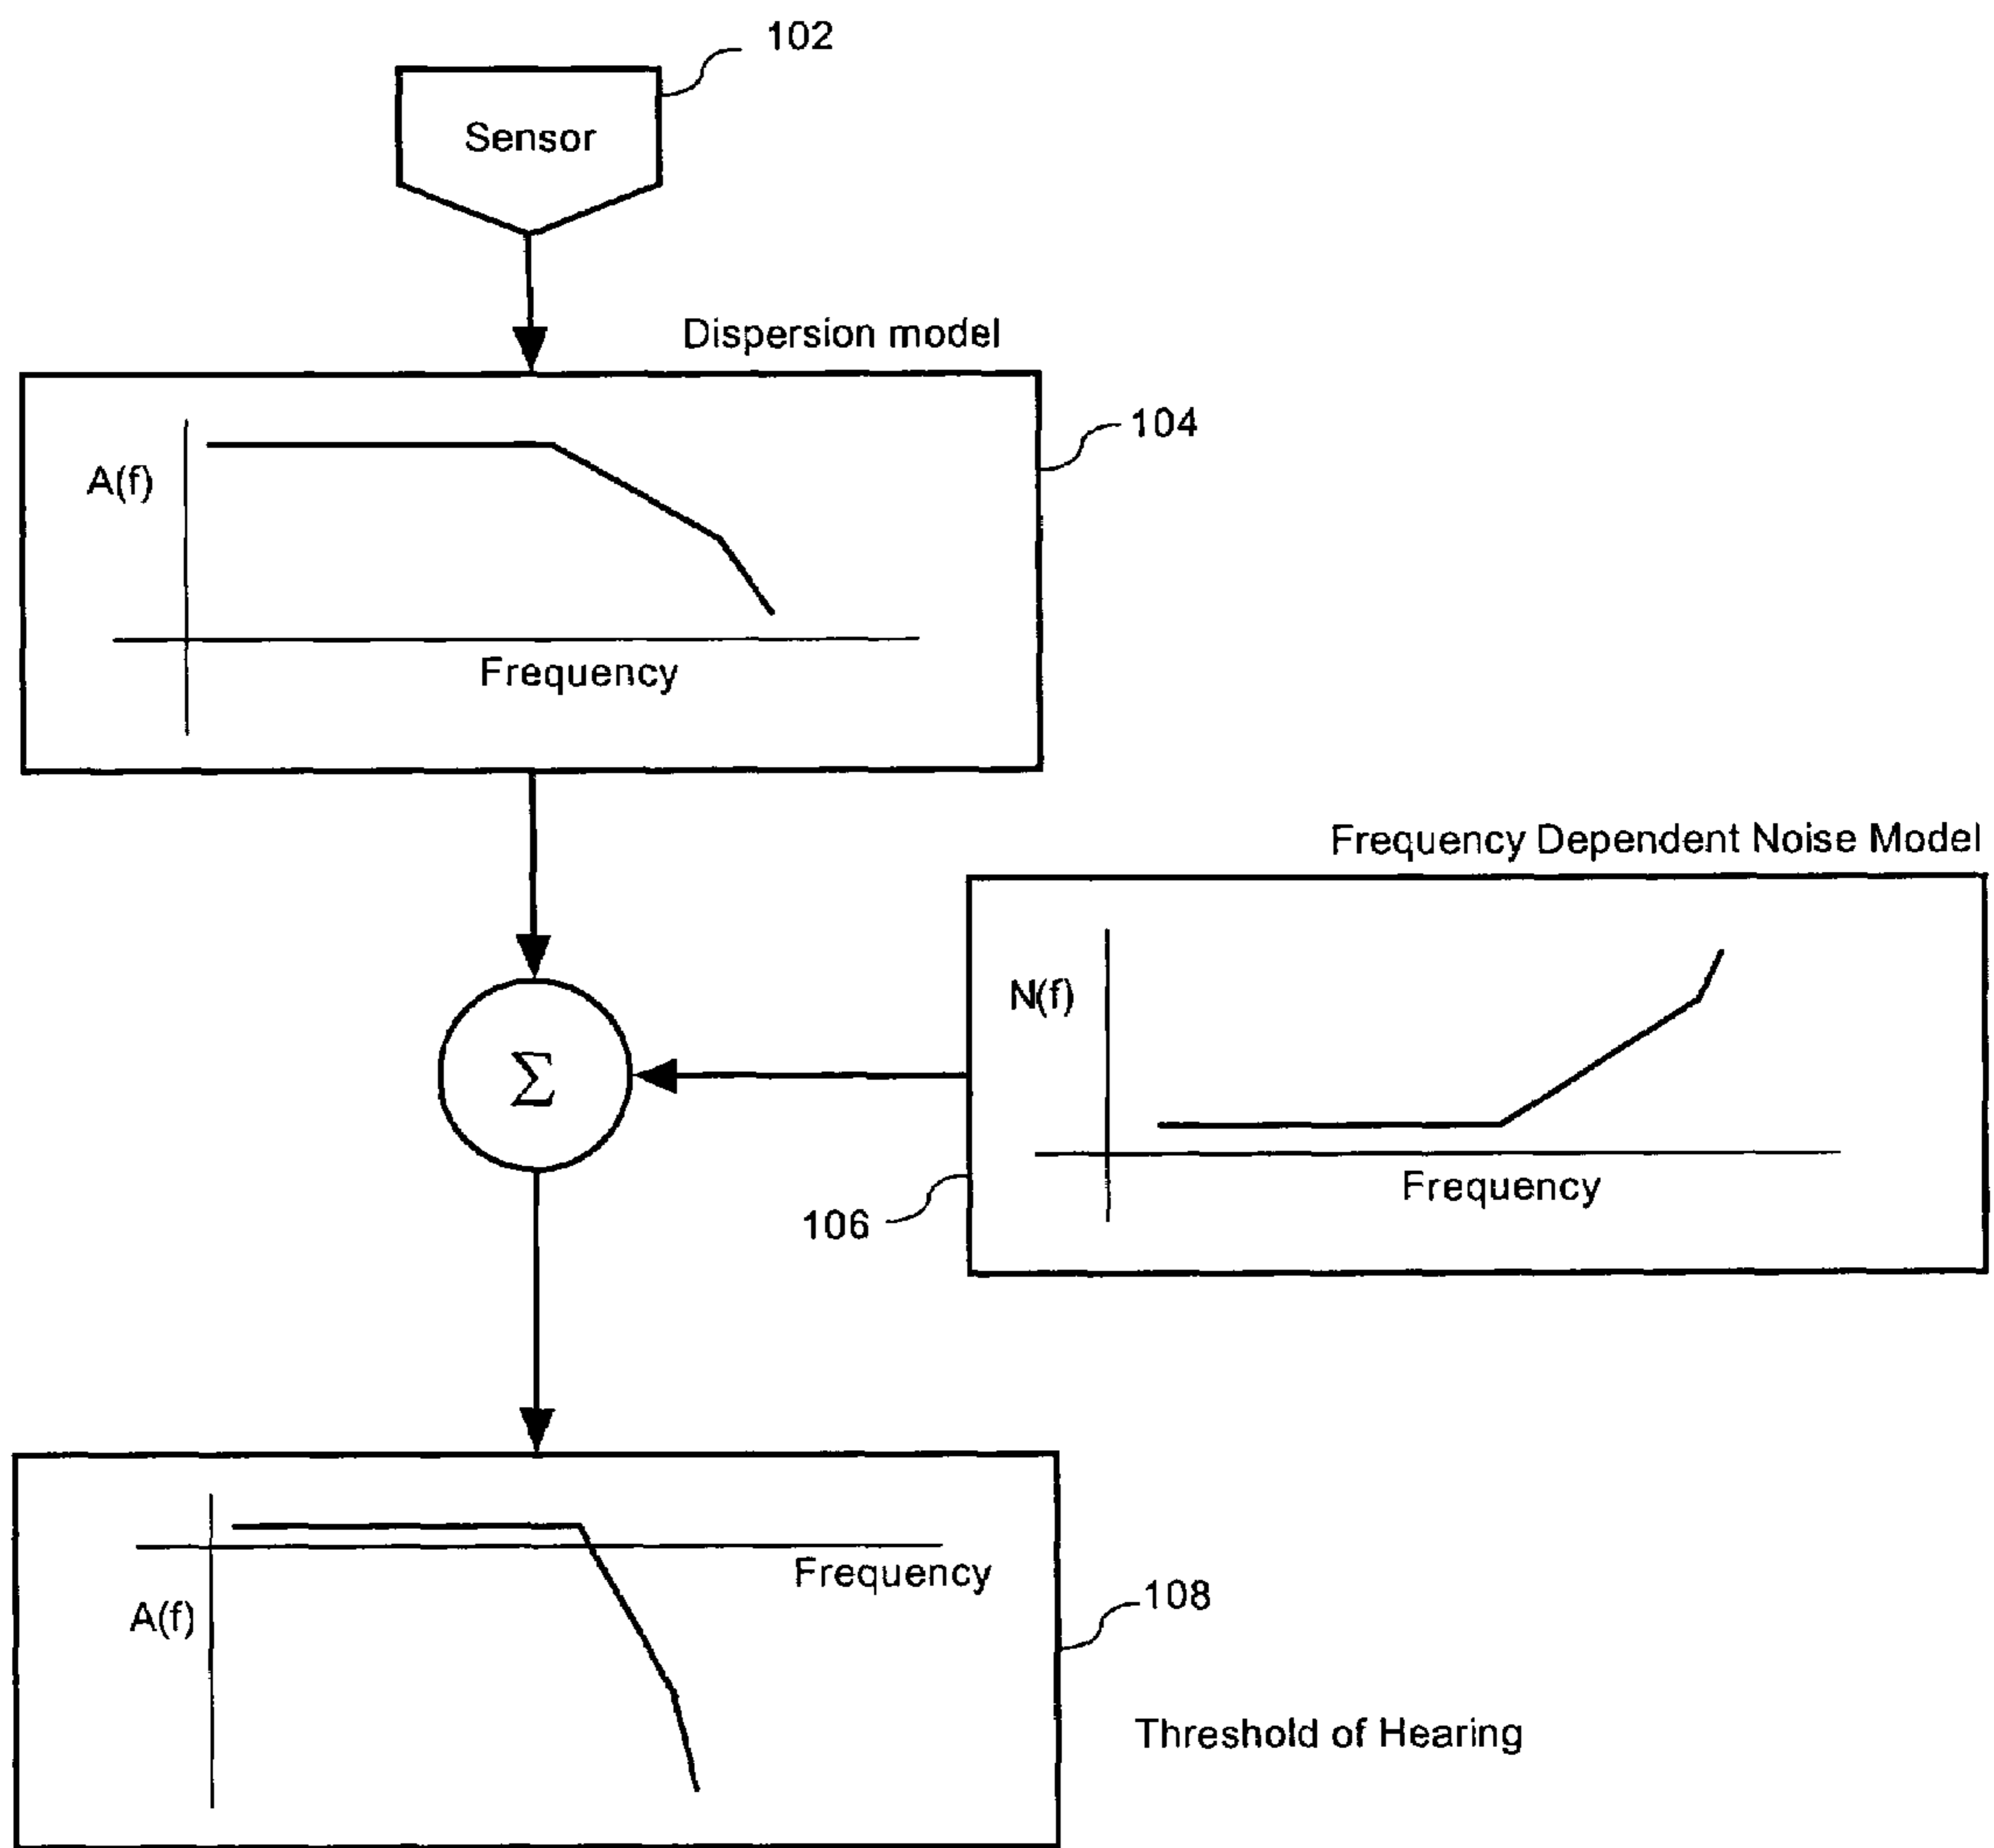 102
Sensor
Dispersion model
104
A(f)
Frequency
Frequency Dependent Noise Model
N(f)
Σ
Frequency
106
Frequency
108
A(f)
Threshold of Hearing